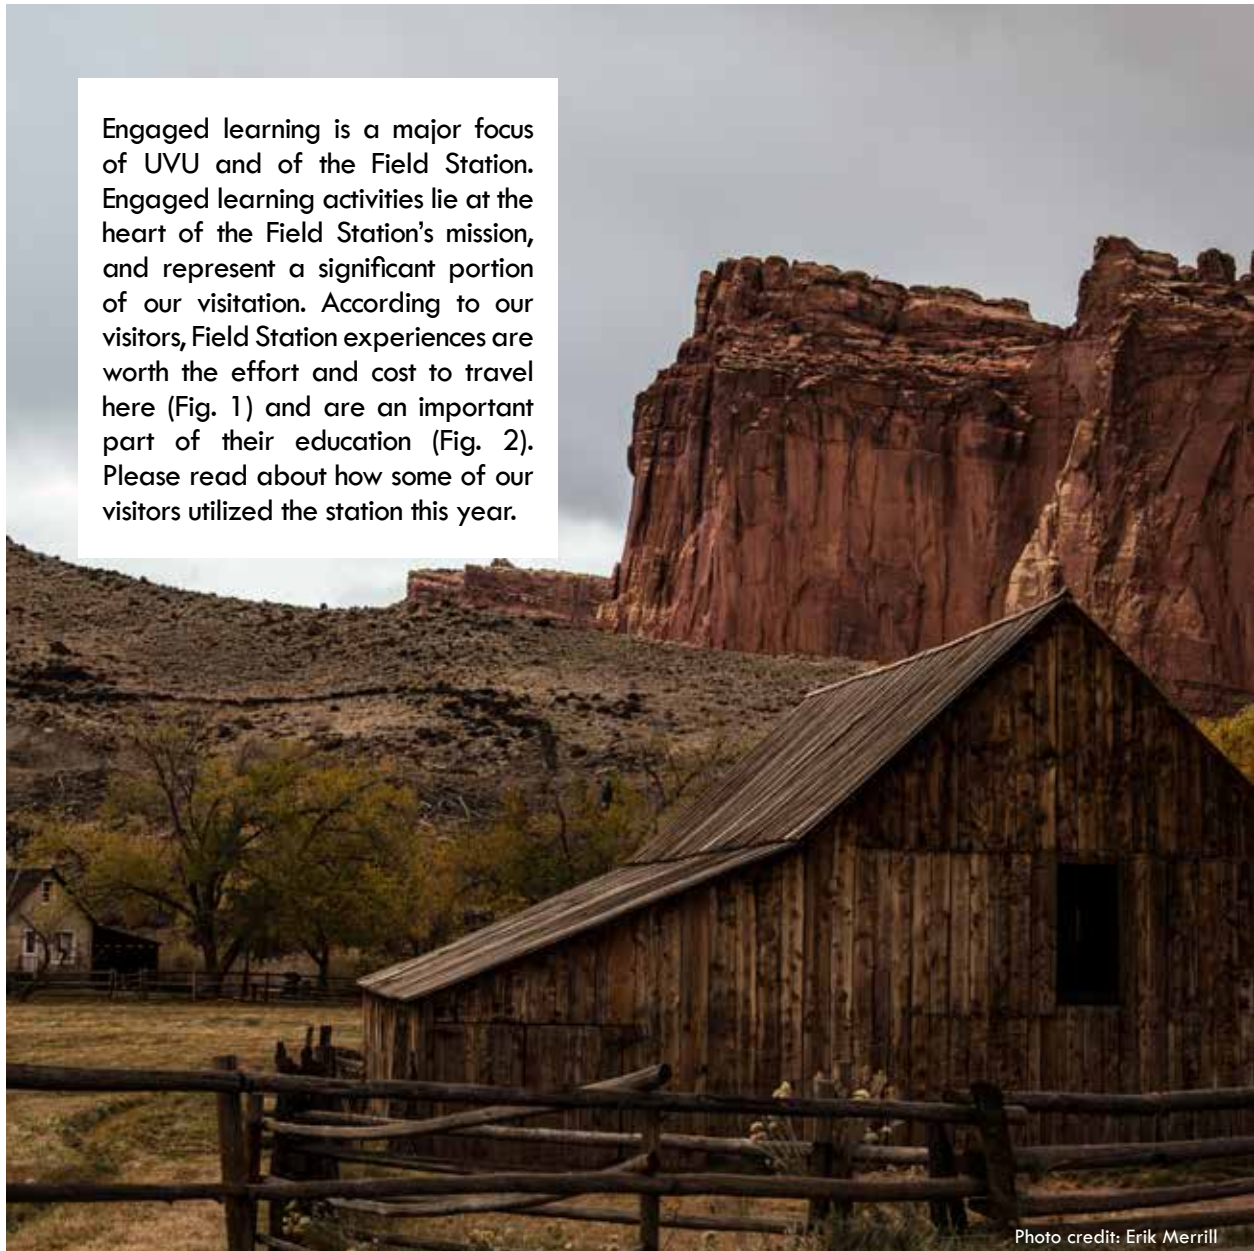 Engaged learning is a major focus
of UVU and of the Field Station.
Engaged learning activities lie at the
heart of the Field Station’s mission,
and represent a significant portion
of our visitation. According to our
visitors, Field Station experiences are
worth the effort and cost to travel
here (Fig. 1) and are an important
part of their education (Fig. 2).
Please read about how some of our
visitors utilized the station this year.
Photo credit: Erik Merrill